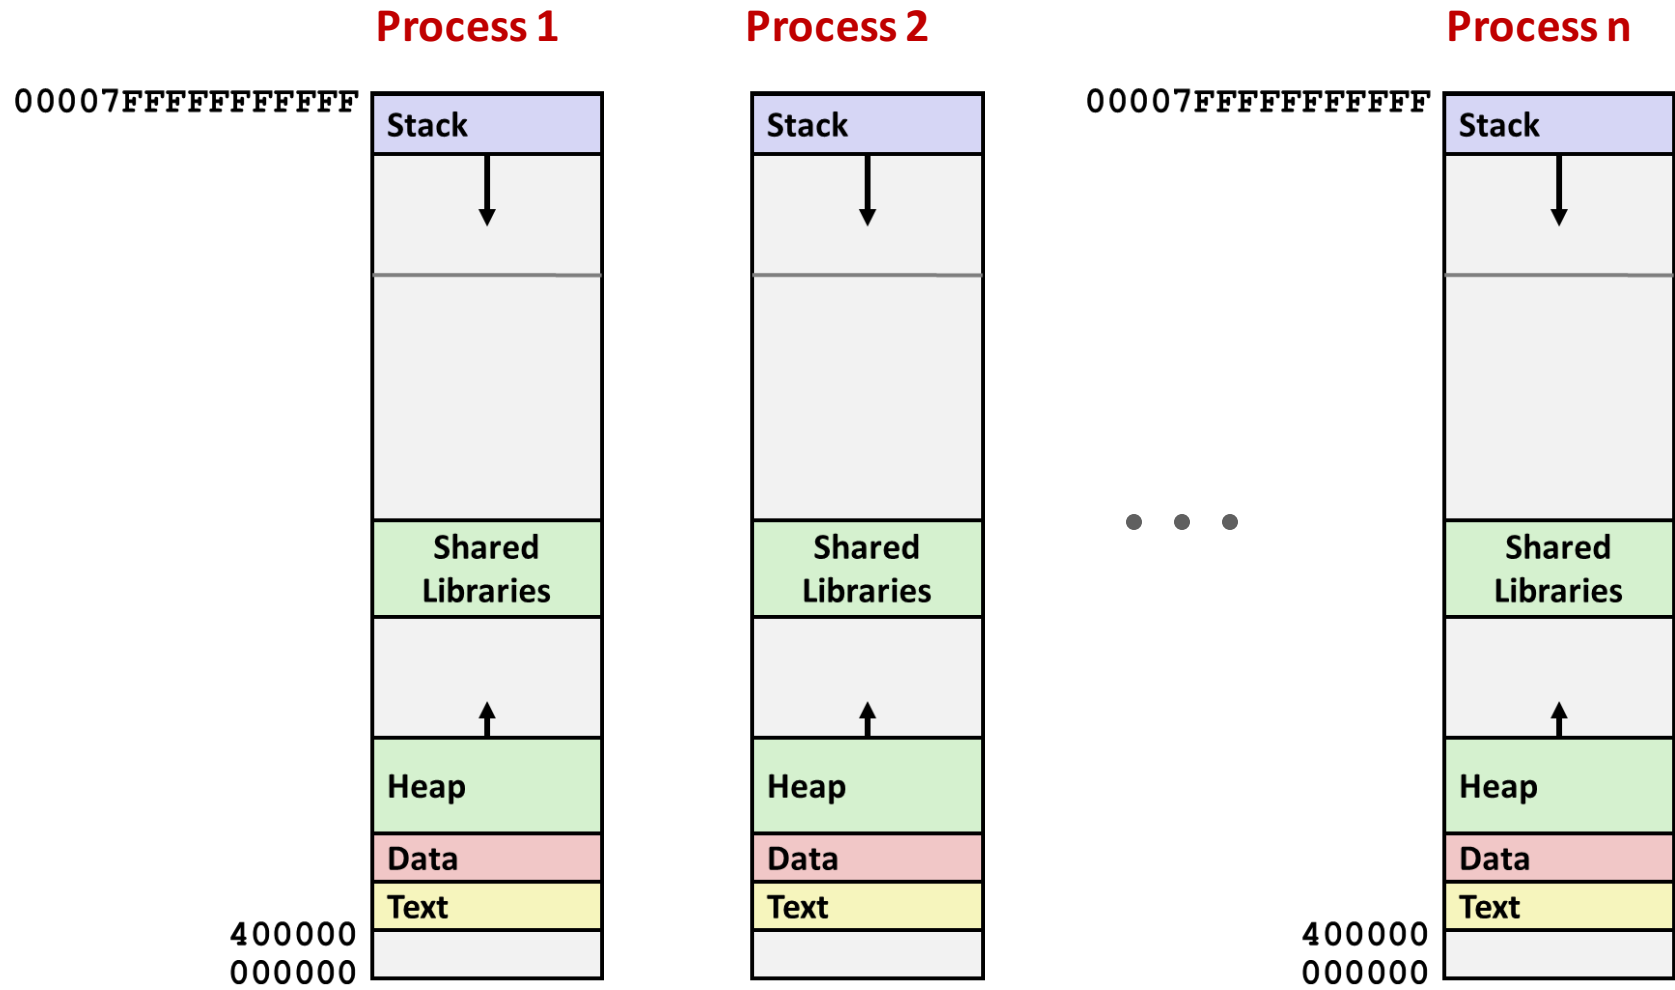 Process 1
Process 2
Process n
00007FFFFFFFFFFF
Stack
Stack
00007FFFFFFFFFFF
Stack
Shared
Libraries
Shared
Libraries
Shared
Libraries
Heap
Heap
Heap
Data
Data
Data
Text
Text
Text
400000
400000
000000
000000